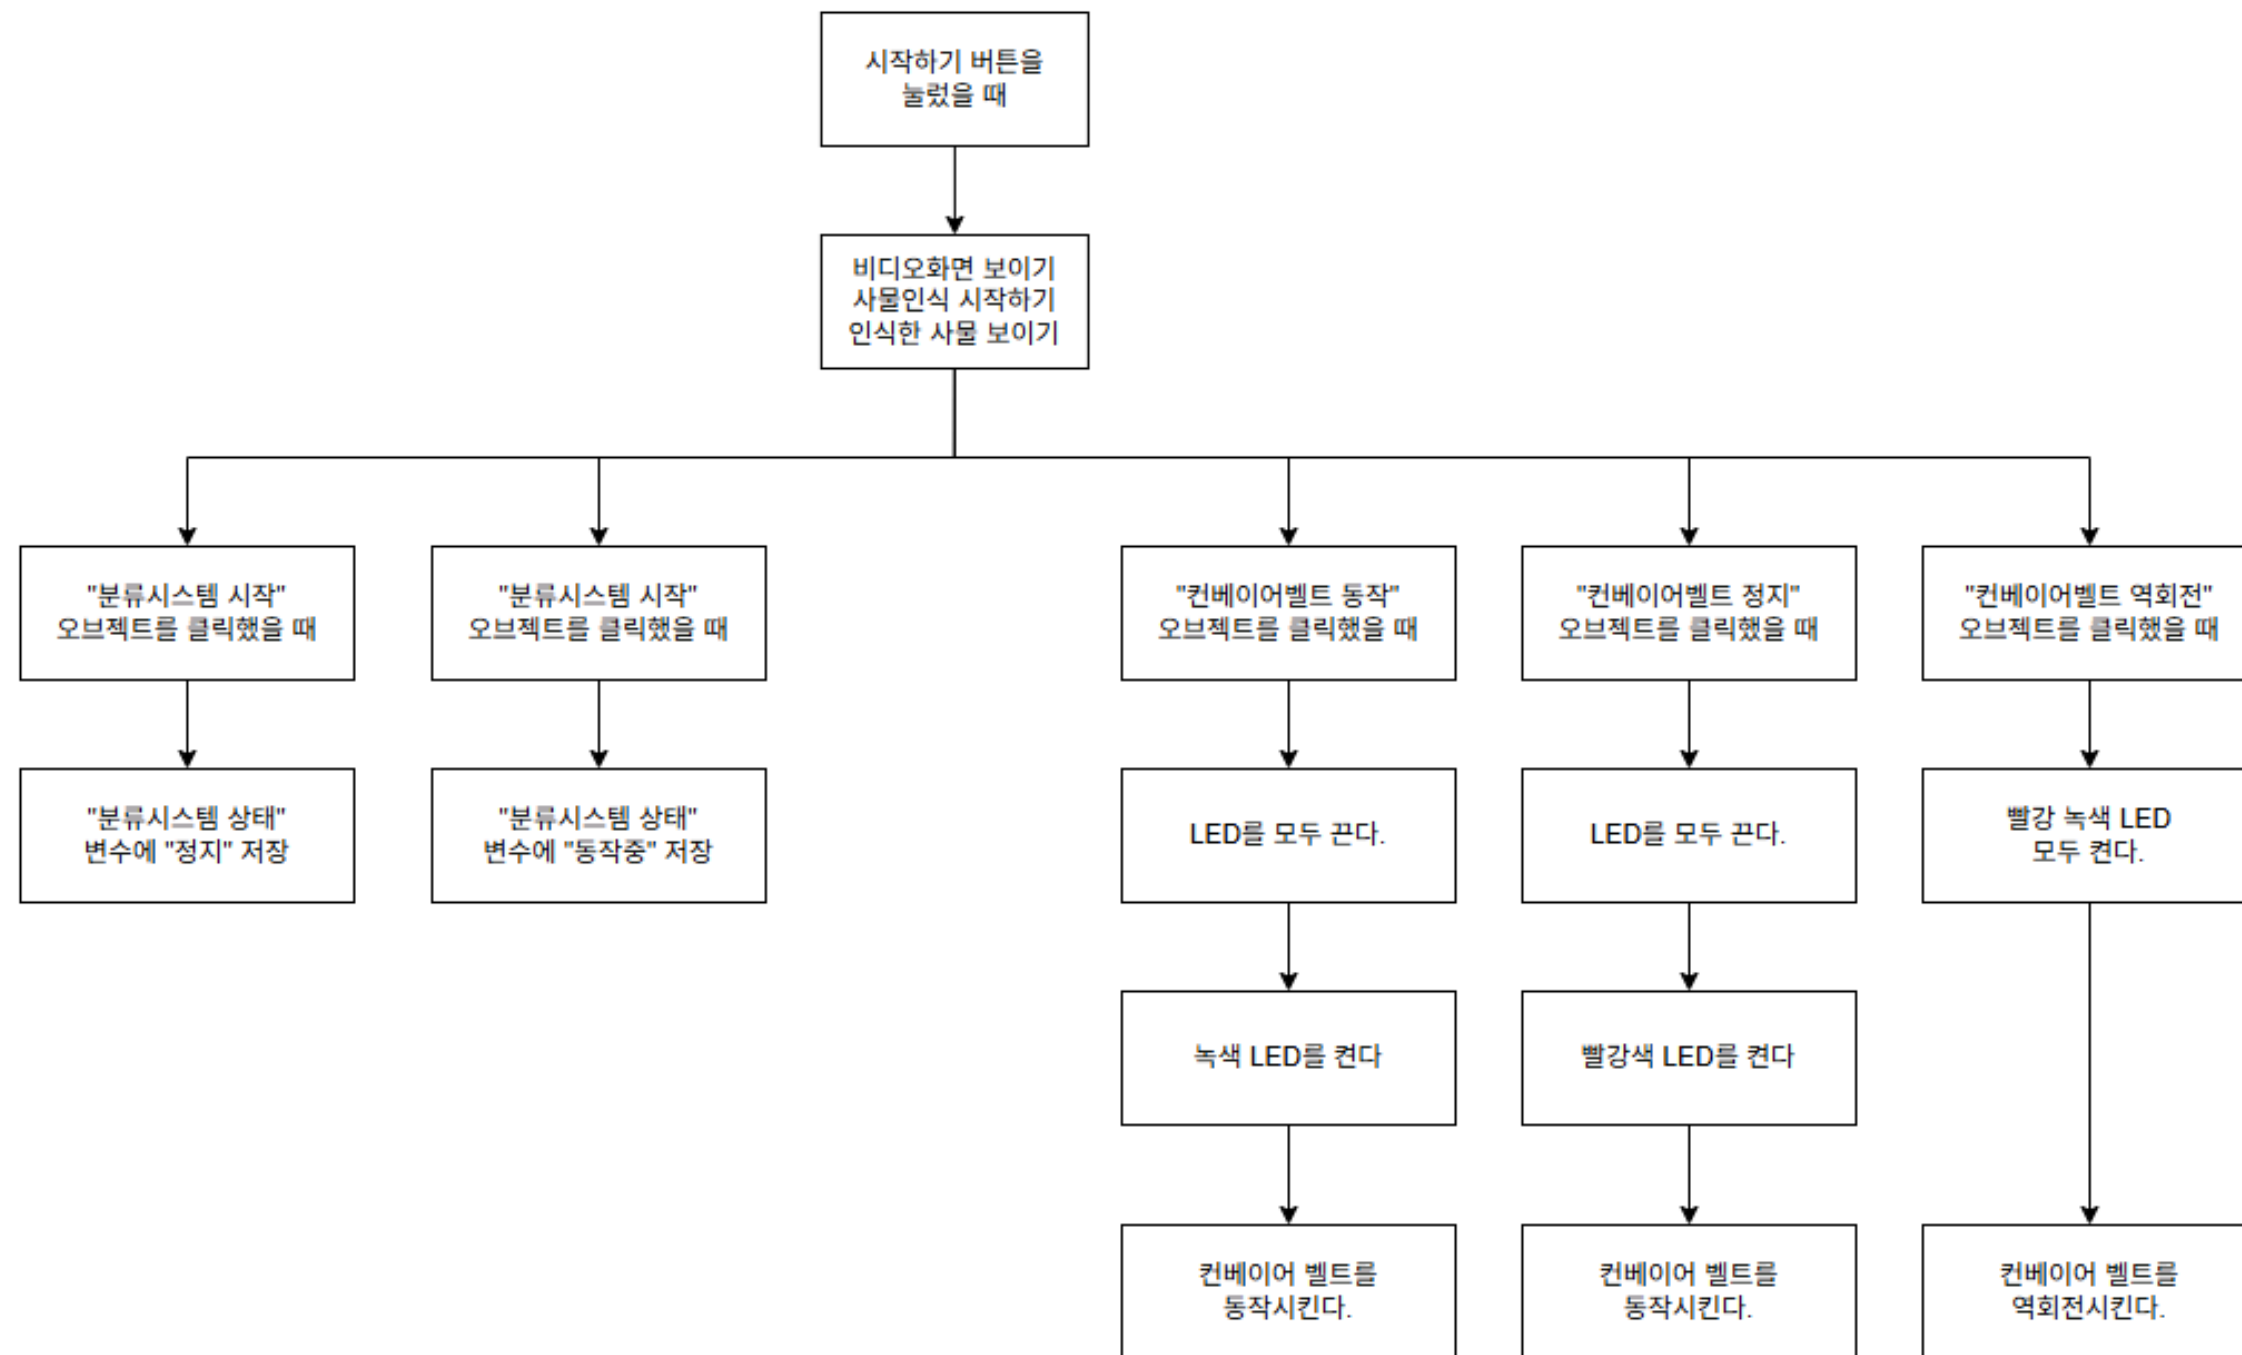 시작하기 버튼을
눌렀을 때
비디오화면 보이기
사물인식 시작하기
인식한 사물 보이기
"분류시스템 시작"
오브젝트를 클릭했을 때
"분류시스템 시작"
오브젝트를 클릭했을 때
"컨베이어벨트 동작"
오브젝트를 클릭했을 때
"컨베이어벨트 정지"
오브젝트를 클릭했을 때
"컨베이어벨트 역회전"
오브젝트를 클릭했을 때
"분류시스템 상태"
변수에 "정지" 저장
"분류시스템 상태"
변수에 "동작중" 저장
LED를 모두 끈다.
LED를 모두 끈다.
빨강 녹색 LED
모두 켠다.
녹색 LED를 켠다
빨강색 LED를 켠다
컨베이어 벨트를
동작시킨다.
컨베이어 벨트를
동작시킨다.
컨베이어 벨트를
역회전시킨다.